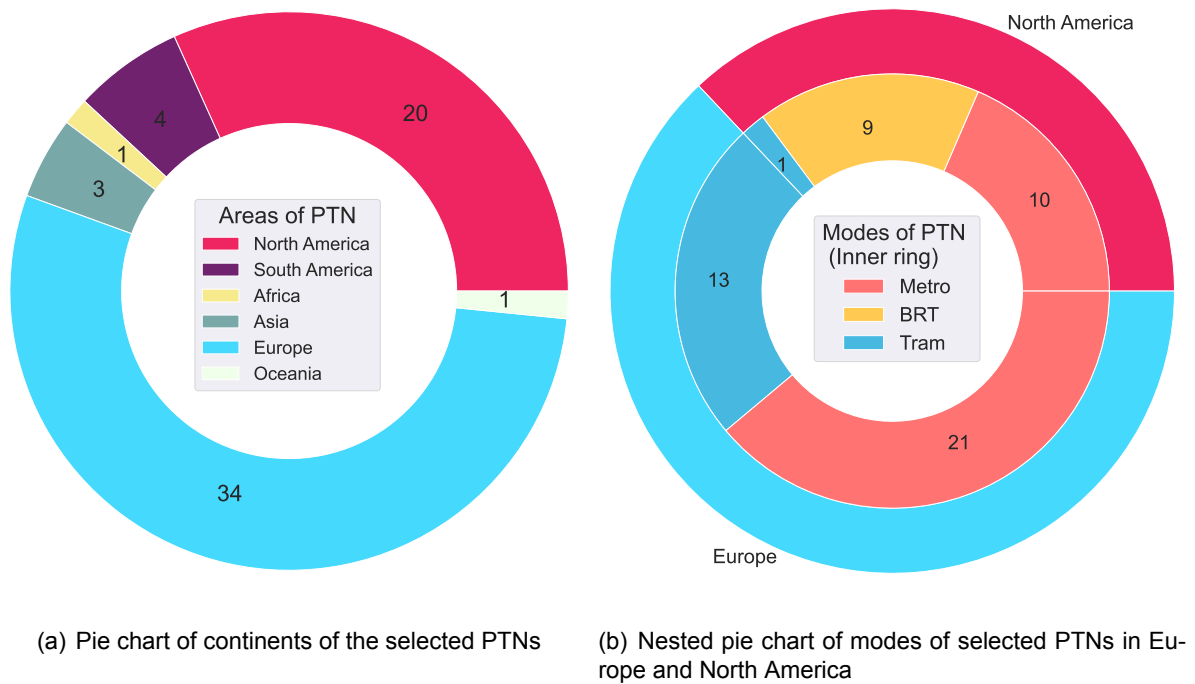 20
4
1
3
Areas of PTN
North America
South America
Africa
Asia
Europe
Oceania
1
34
(a) Pie chart of continents of the selected PTNs
North America
9
1
10
13
Modes of PTN
(Inner ring)
Metro
BRT
Tram
21
Europe
(b) Nested pie chart of modes of selected PTNs in Eu-
rope and North America